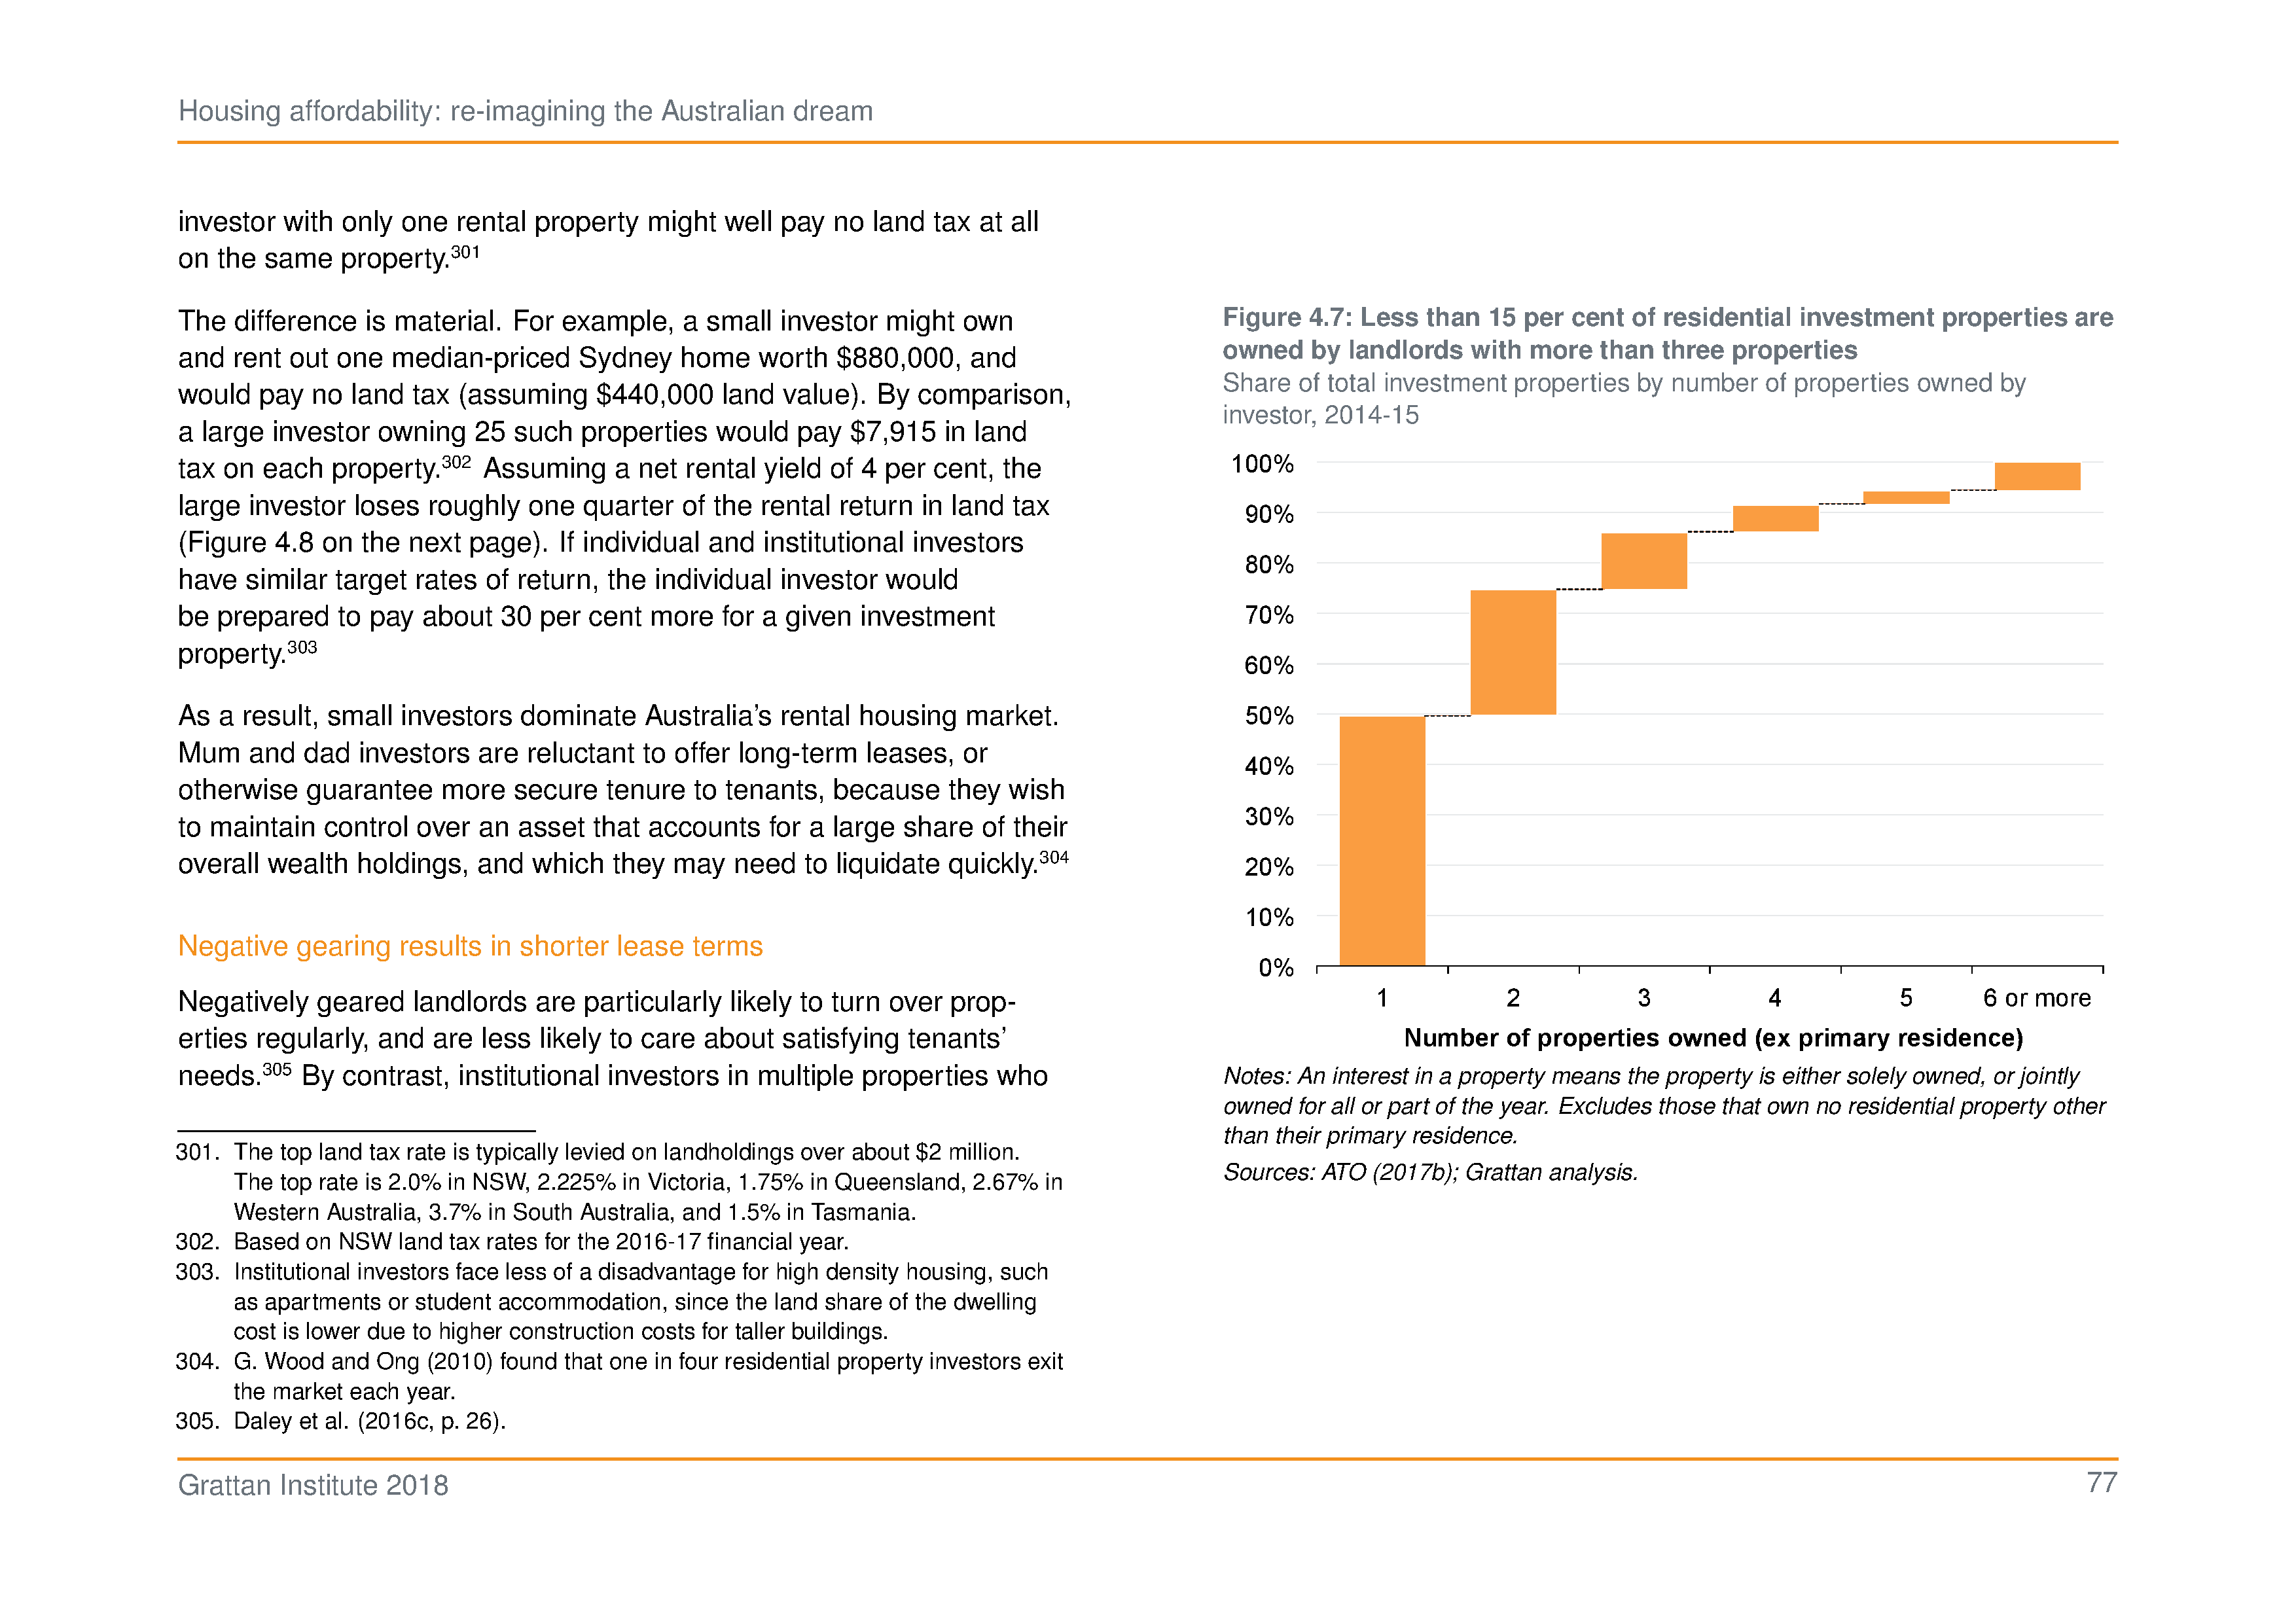 Housing affordability: re-imagining the Australian dream
investor with only one rental property might well pay no land tax at all
on the same property.301
The difference is material. For example, a small investor might own
and rent out one median-priced Sydney home worth $880,000, and
would pay no land tax (assuming $440,000 land value). By comparison,
a large investor owning 25 such properties would pay $7,915 in land
tax on each property.302 Assuming a net rental yield of 4 per cent, the
large investor loses roughly one quarter of the rental return in land tax
(Figure 4.8 on the next page). If individual and institutional investors
have similar target rates of return, the individual investor would
be prepared to pay about 30 per cent more for a given investment
property.303
As a result, small investors dominate Australia’s rental housing market.
Mum and dad investors are reluctant to offer long-term leases, or
otherwise guarantee more secure tenure to tenants, because they wish
to maintain control over an asset that accounts for a large share of their
overall wealth holdings, and which they may need to liquidate quickly.304
Negative gearing results in shorter lease terms
Negatively geared landlords are particularly likely to turn over prop-
erties regularly, and are less likely to care about satisfying tenants’
needs.305 By contrast, institutional investors in multiple properties who
301. The top land tax rate is typically levied on landholdings over about $2 million.
The top rate is 2.0% in NSW, 2.225% in Victoria, 1.75% in Queensland, 2.67% in
Western Australia, 3.7% in South Australia, and 1.5% in Tasmania.
302. Based on NSW land tax rates for the 2016-17 financial year.
303. Institutional investors face less of a disadvantage for high density housing, such
as apartments or student accommodation, since the land share of the dwelling
cost is lower due to higher construction costs for taller buildings.
304. G. Wood and Ong (2010) found that one in four residential property investors exit
the market each year.
305. Daley et al. (2016c, p. 26).
Figure 4.7: Less than 15 per cent of residential investment properties are
owned by landlords with more than three properties
Share of total investment properties by number of properties owned by
investor, 2014-15
100%
90%
80%
70%
60%
50%
40%
30%
20%
10%
0%
1 2 3 4 5 6 or more
Number of properties owned (ex primary residence)
Notes: An interest in a property means the property is either solely owned, or jointly
owned for all or part of the year. Excludes those that own no residential property other
than their primary residence.
Sources: ATO (2017b); Grattan analysis.
Grattan Institute 2018
77